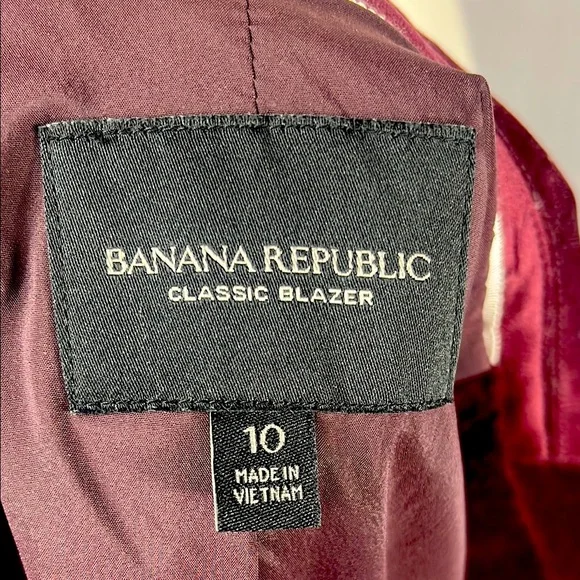 BANANA REPUBLIC
CLASSIC BLAZER
10
MADE IN
VIETNAM